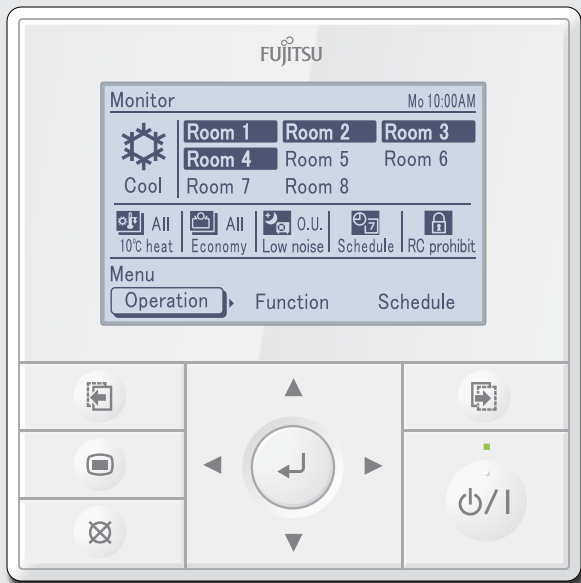 FUJITSU
Monitor Mo 10:00AM
Room 1 Room 2 Room 3
Room 4 Room 5 Room 6
Cool Room 7 Room 8
All All O.U. 7
10°C heat Economy Low noise Schedule RC prohibit
Menu
Operation Function Schedule